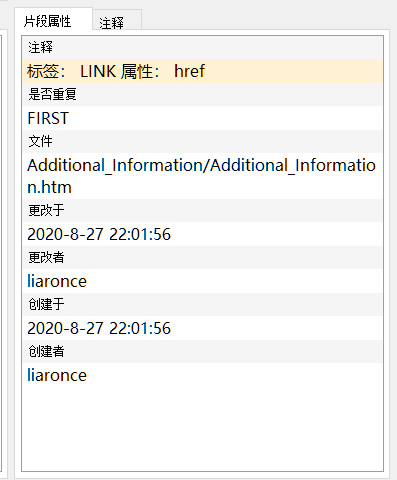 片段属性
注释
注释
标签： LINK 属性： href
是否重复
FIRST
文件
Additional_Information/Additional_Informatio
n.htm
更改于
2020-8-27 22:01:56
更改者
liaronce
创建于
2020-8-27 22:01:56
创建者
liaronce